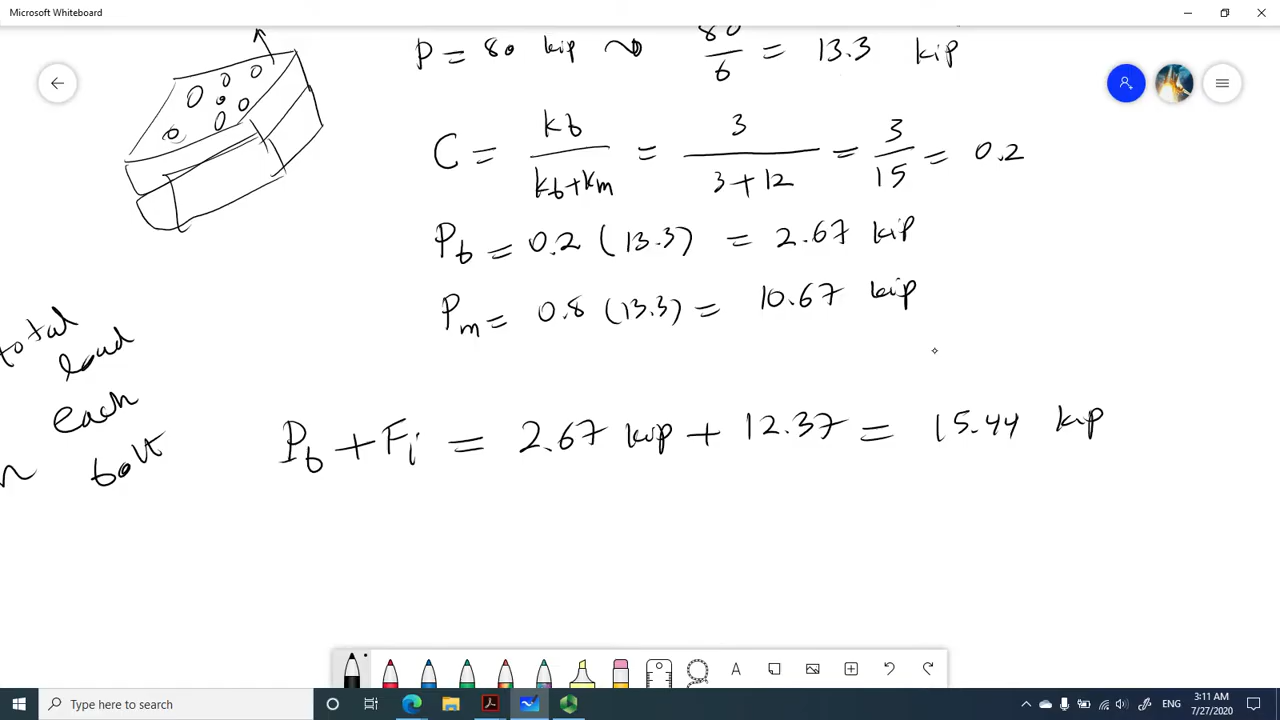 Microsoft Whiteboard
P = 80 kip ⤳ 80/6 = 13.3 kip
C = kb/(kb+km) = 3/(3+12) = 3/15 = 0.2
Pb = 0.2 (13.3) = 2.67 kip
Pm = 0.8 (13.3) = 10.67 kip
total
load
each
bolt
Pb + Fi = 2.67 kip + 12.37 = 15.44 kip
A
Type here to search
ENG
3:11 AM
7/27/2020